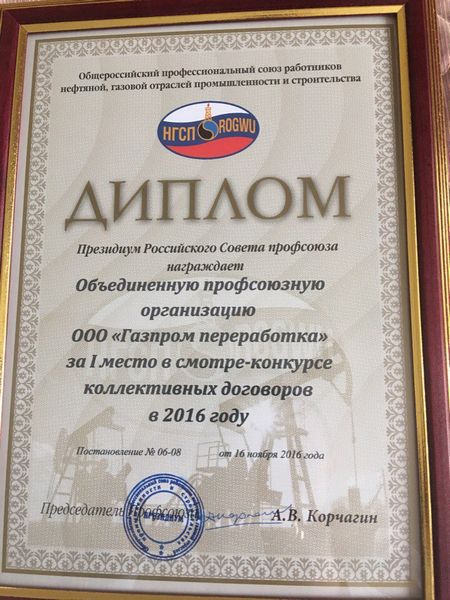 Общероссийский профессиональный союз работников
нефтяной, газовой отраслей промышленности и строительства
НГСП ROGWU
ДИПЛОМ
Президиум Российского Совета профсоюза
награждает
Объединенную профсоюзную
организацию
ООО «Газпром переработка»
за I место в смотре-конкурсе
коллективных договоров
в 2016 году
Постановление № 06-08 от 16 ноября 2016 года
Председатель Профсоюза А.В. Корчагин